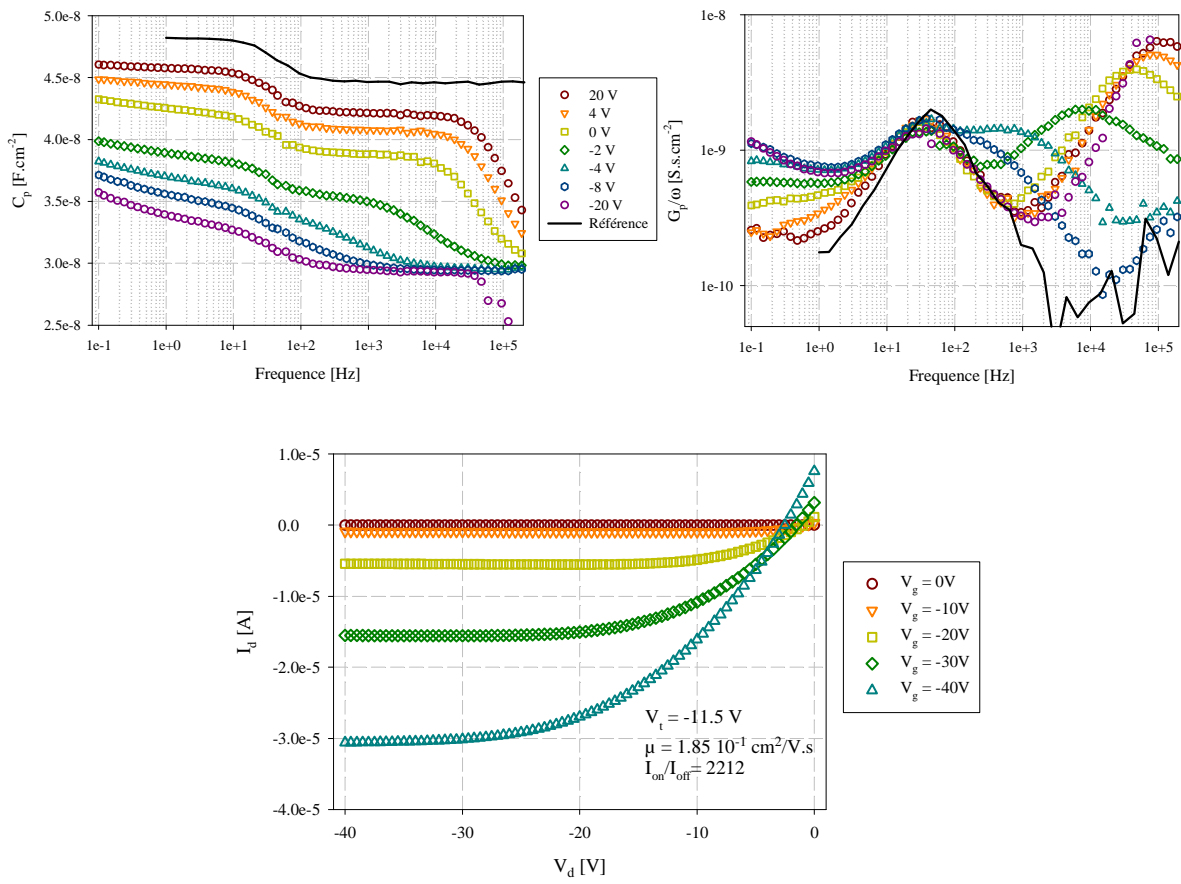 5.0e-8
4.5e-8
4.0e-8
3.5e-8
3.0e-8
2.5e-8
C_p [F.cm^-2]
1e-1 1e+0 1e+1 1e+2 1e+3 1e+4 1e+5
Frequence [Hz]
20 V
4 V
0 V
-2 V
-4 V
-8 V
-20 V
Référence
1e-8
1e-9
1e-10
G_p/ω [S.s.cm^-2]
1e-1 1e+0 1e+1 1e+2 1e+3 1e+4 1e+5
Frequence [Hz]
1.0e-5
0.0
-1.0e-5
-2.0e-5
-3.0e-5
-4.0e-5
I_d [A]
V_t = -11.5 V
μ = 1.85 10^-1 cm^2/V.s
I_on/I_off= 2212
-40 -30 -20 -10 0
V_d [V]
V_g = 0V
V_g = -10V
V_g = -20V
V_g = -30V
V_g = -40V